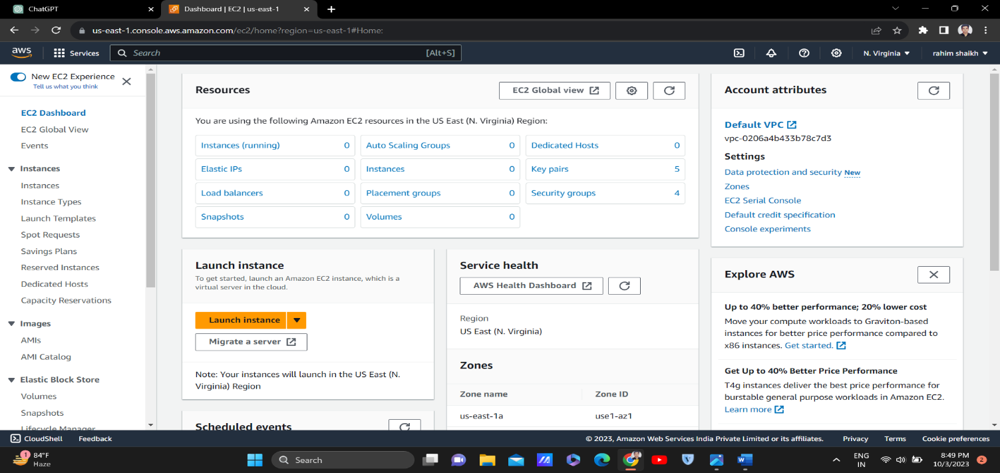 ChatGPT
Dashboard | EC2 | us-east-1
us-east-1.console.aws.amazon.com/ec2/home?region=us-east-1#Home:
aws
Services
Search
[Alt+S]
N. Virginia
rahim shaikh
New EC2 Experience
Tell us what you think
EC2 Dashboard
EC2 Global View
Events
Instances
Instances
Instance Types
Launch Templates
Spot Requests
Savings Plans
Reserved Instances
Dedicated Hosts
Capacity Reservations
Images
AMIs
AMI Catalog
Elastic Block Store
Volumes
Snapshots
Lifecycle Manager
Resources
EC2 Global view
You are using the following Amazon EC2 resources in the US East (N. Virginia) Region:
Instances (running) 0
Auto Scaling Groups 0
Dedicated Hosts 0
Elastic IPs 0
Instances 0
Key pairs 5
Load balancers 0
Placement groups 0
Security groups 4
Snapshots 0
Volumes 0
Launch instance
To get started, launch an Amazon EC2 instance, which is a
virtual server in the cloud.
Launch instance
Migrate a server
Note: Your instances will launch in the US East (N.
Virginia) Region
Scheduled events
Service health
AWS Health Dashboard
Region
US East (N. Virginia)
Zones
Zone name Zone ID
us-east-1a use1-az1
Account attributes
Default VPC
vpc-0206a4b433b78c7d3
Settings
Data protection and security New
Zones
EC2 Serial Console
Default credit specification
Console experiments
Explore AWS
Up to 40% better performance; 20% lower cost
Move your compute workloads to Graviton-based
instances for better price performance compared to
x86 instances. Get started.
Get Up to 40% Better Price Performance
T4g instances deliver the best price performance for
burstable general purpose workloads in Amazon EC2.
Learn more
CloudShell
Feedback
© 2023, Amazon Web Services India Private Limited or its affiliates.
Privacy
Terms
Cookie preferences
1
84°F
Haze
Search
V
W
ENG
IN
8:49 PM
10/3/2023
2